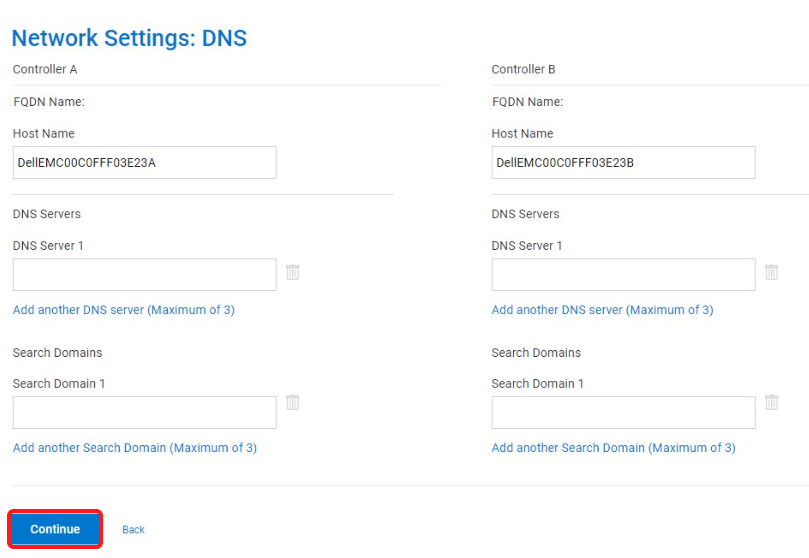 Network Settings: DNS
Controller A
FQDN Name:
Host Name
DellEMC00C0FFF03E23A
DNS Servers
DNS Server 1
Add another DNS server (Maximum of 3)
Search Domains
Search Domain 1
Add another Search Domain (Maximum of 3)
Controller B
FQDN Name:
Host Name
DellEMC00C0FFF03E23B
DNS Servers
DNS Server 1
Add another DNS server (Maximum of 3)
Search Domains
Search Domain 1
Add another Search Domain (Maximum of 3)
Continue
Back